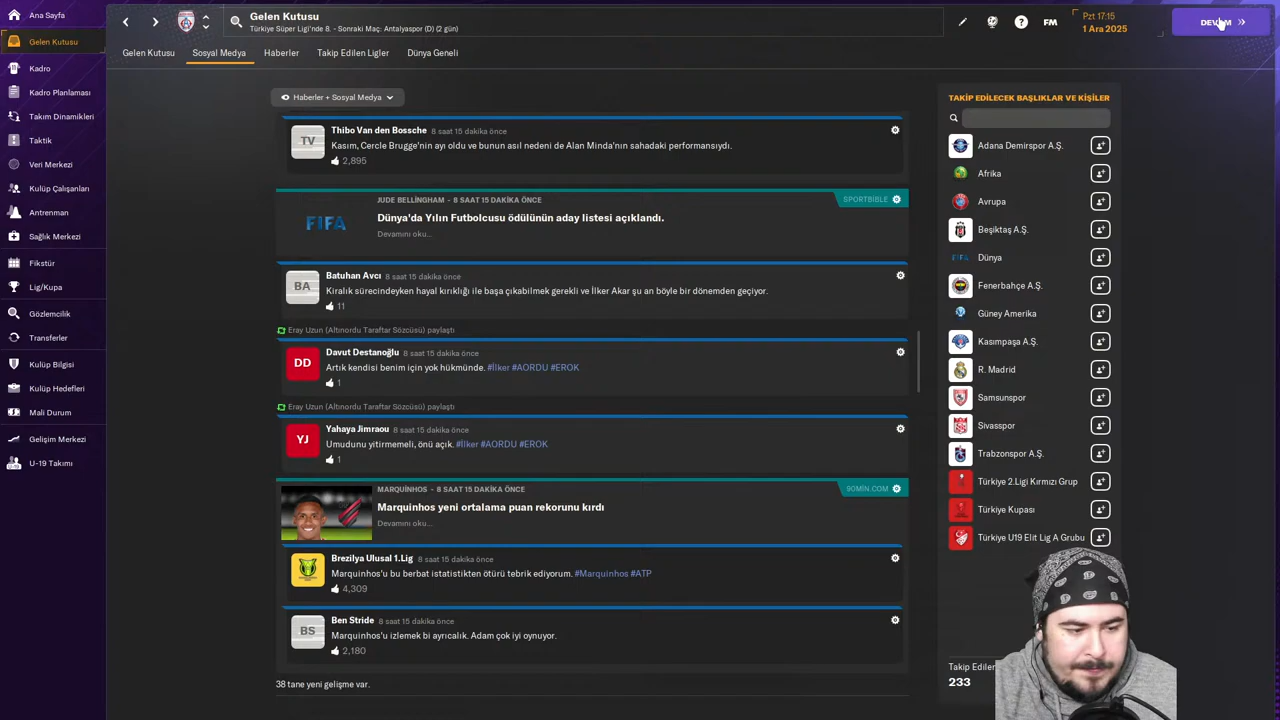 Ana Sayfa
Gelen Kutusu
Kadro
Kadro Planlaması
Takım Dinamikleri
Taktik
Veri Merkezi
Kulüp Çalışanları
Antrenman
Sağlık Merkezi
Fikstür
Lig/Kupa
Gözlemcilik
Transferler
Kulüp Bilgisi
Kulüp Hedefleri
Mali Durum
Gelişim Merkezi
U-19 Takımı
Gelen Kutusu
Türkiye Süper Ligi'nde 8. - Sonraki Maç: Antalyaspor (D) (2 gün)
FM
Pzt 17:15
1 Ara 2025
Gelen Kutusu
Sosyal Medya
Haberler
Takip Edilen Ligler
Dünya Geneli
Haberler + Sosyal Medya
TV
Thibo Van den Bossche 8 saat 15 dakika önce
Kasım, Cercle Brugge'nin ayı oldu ve bunun asıl nedeni de Alan Minda'nın sahadaki performansıydı.
2,895
JUDE BELLINGHAM - 8 SAAT 15 DAKİKA ÖNCE
SPORTBIBLE
FIFA
Dünya'da Yılın Futbolcusu ödülünün aday listesi açıklandı.
Devamını oku...
BA
Batuhan Avcı 8 saat 15 dakika önce
Kiralık sürecindeyken hayal kırıklığı ile başa çıkabilmek gerekli ve İlker Akar şu an böyle bir dönemden geçiyor.
11
Eray Uzun (Altınordu Taraftar Sözcüsü) paylaştı
DD
Davut Destanoğlu 8 saat 15 dakika önce
Artık kendisi benim için yok hükmünde. #İlker #AORDU #EROK
1
Eray Uzun (Altınordu Taraftar Sözcüsü) paylaştı
YJ
Yahaya Jimraou 8 saat 15 dakika önce
Umudunu yitirmemeli, önü açık. #İlker #AORDU #EROK
1
MARQUİNHOS - 8 SAAT 15 DAKİKA ÖNCE
90MİN.COM
Marquinhos yeni ortalama puan rekorunu kırdı
Devamını oku...
Brezilya Ulusal 1.Lig 8 saat 15 dakika önce
Marquinhos'u bu berbat istatistikten ötürü tebrik ediyorum. #Marquinhos #ATP
4,309
BS
Ben Stride 8 saat 15 dakika önce
Marquinhos'u izlemek bi ayrıcalık. Adam çok iyi oynuyor.
2,180
38 tane yeni gelişme var.
TAKİP EDİLECEK BAŞLIKLAR VE KİŞİLER
Adana Demirspor A.Ş.
Afrika
Avrupa
Beşiktaş A.Ş.
Dünya
Fenerbahçe A.Ş.
Güney Amerika
Kasımpaşa A.Ş.
R. Madrid
Samsunspor
Sivasspor
Trabzonspor A.Ş.
Türkiye 2.Ligi Kırmızı Grup
Türkiye Kupası
Türkiye U19 Elit Lig A Grubu
Takip Edilen
233